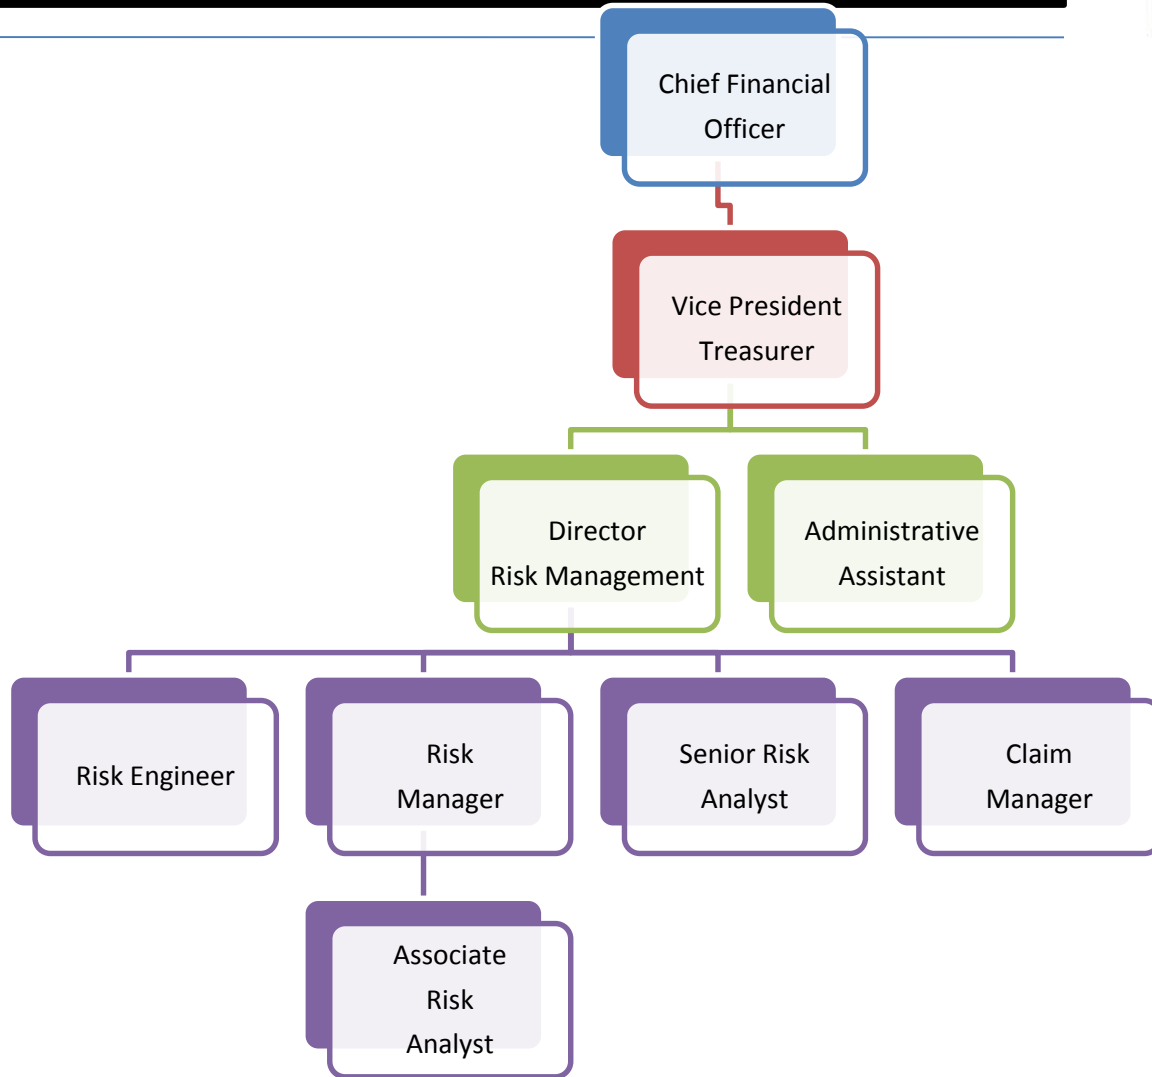 Chief Financial
Officer
Vice President
Treasurer
Director
Risk Management
Administrative
Assistant
Risk Engineer
Risk
Manager
Senior Risk
Analyst
Claim
Manager
Associate
Risk
Analyst